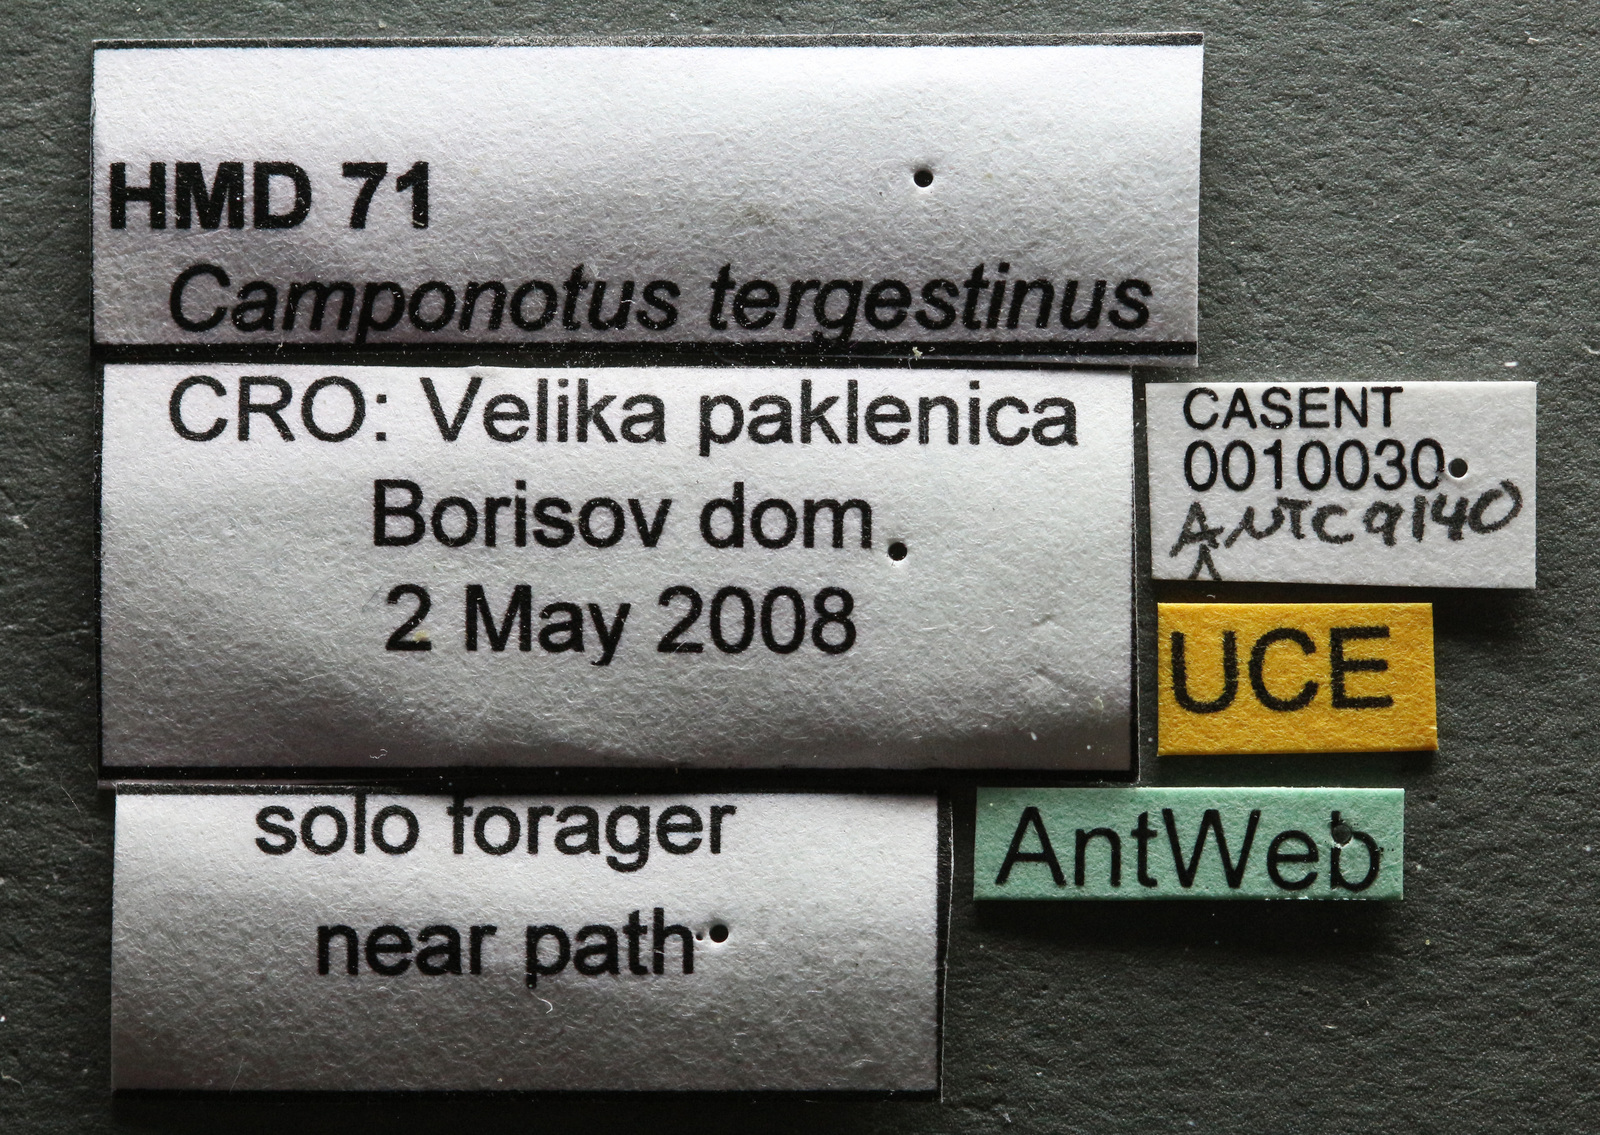 HMD 71
Camponotus tergestinus
CRO: Velika paklenica
Borisov dom
2 May 2008
solo forager
near path
CASENT
0010030
ANTC9140
UCE
AntWeb